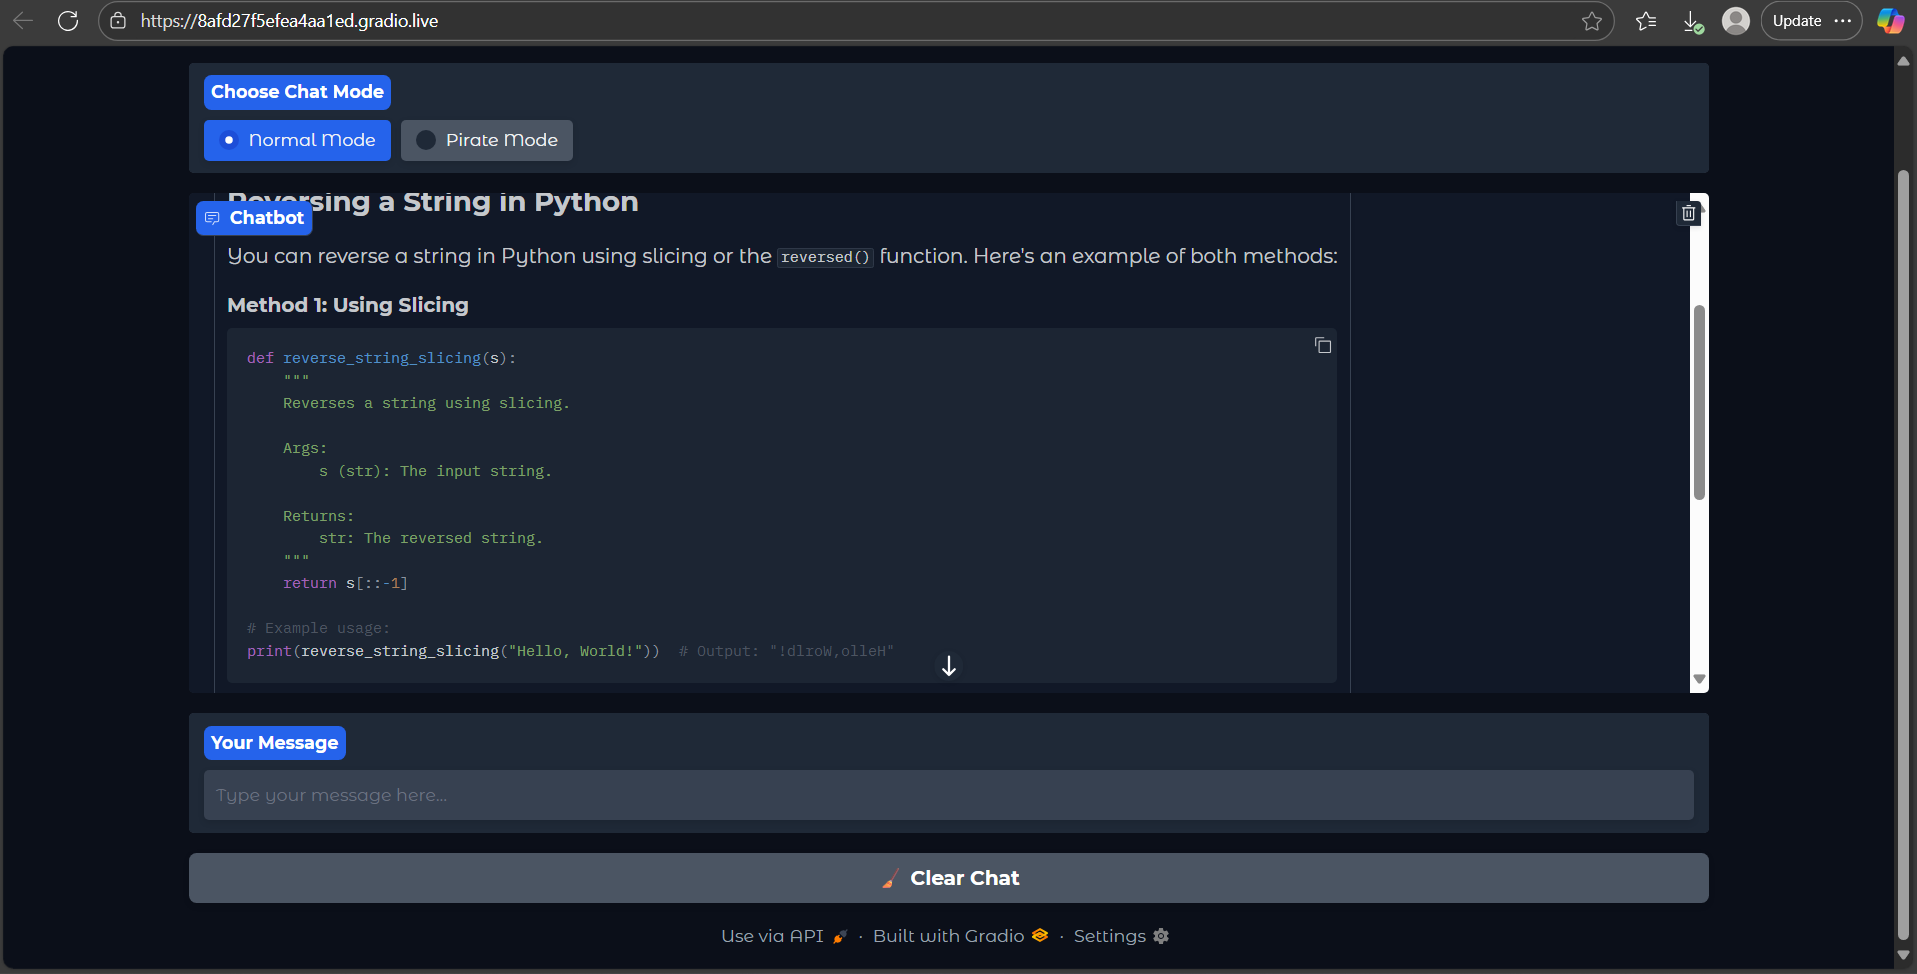 https://8afd27f5efea4aa1ed.gradio.live
Update
Choose Chat Mode
Normal Mode
Pirate Mode
Reversing a String in Python
Chatbot
You can reverse a string in Python using slicing or the reversed() function. Here's an example of both methods:
Method 1: Using Slicing
def reverse_string_slicing(s):
    """
    Reverses a string using slicing.
    Args:
        s (str): The input string.
    Returns:
        str: The reversed string.
    """
    return s[::-1]
# Example usage:
print(reverse_string_slicing("Hello, World!"))  # Output: "!dlroW,olleH"
Your Message
Type your message here...
Clear Chat
Use via API · Built with Gradio · Settings